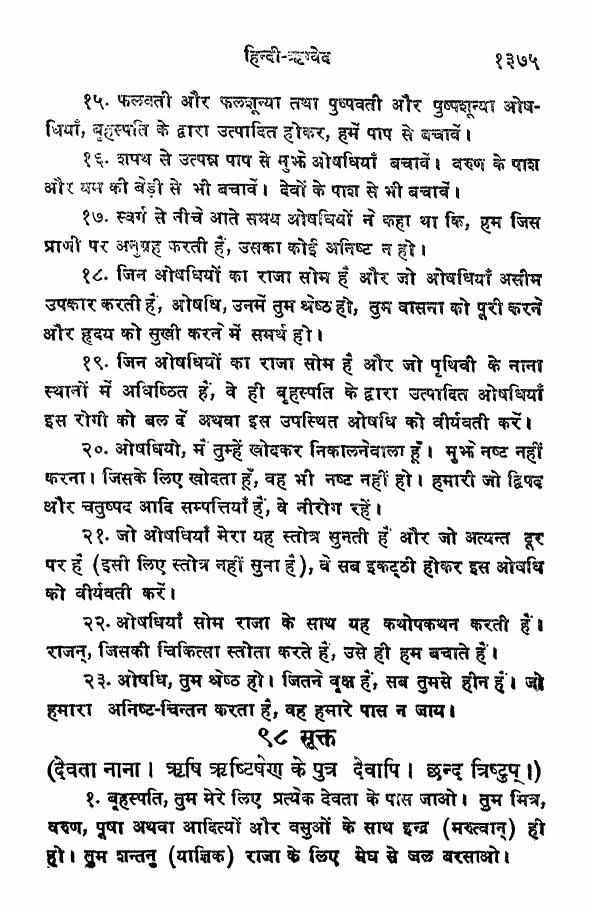 हिन्दी-ऋग्वेद १३७५
१५. फलवती और फलशून्या तथा पुष्पवती और पुष्पशून्या ओष-
धियाँ, बृहस्पति के द्वारा उत्पादित होकर, हमें पाप से बचावें।
१६. शपथ से उत्पन्न पाप से मुझे ओषधियाँ बचावें। वरुण के पाश
और यम की बेड़ी से भी बचावें। देवों के पाश से भी बचावें।
१७. स्वर्ग से नीचे आते समय ओषधियों ने कहा था कि, हम जिस
प्राणी पर अनुग्रह करती हैं, उसका कोई अनिष्ट न हो।
१८. जिन ओषधियों का राजा सोम है और जो ओषधियाँ असीम
उपकार करती हैं, ओषधि, उनमें तुम श्रेष्ठ हो, तुम वासना को पूरी करने
और हृदय को सुखी करने में समर्थ हो।
१९. जिन ओषधियों का राजा सोम है और जो पृथिवी के नाना
स्थानों में अधिष्ठित हैं, वे ही बृहस्पति के द्वारा उत्पादित ओषधियाँ
इस रोगी को बल दें अथवा इस उपस्थित ओषधि को वीर्यवती करें।
२०. ओषधियो, मैं तुम्हें खोदकर निकालनेवाला हूँ। मुझे नष्ट नहीं
करना। जिसके लिए खोदता हूँ, वह भी नष्ट नहीं हो। हमारी जो द्विपद
और चतुष्पद आदि सम्पत्तियाँ हैं, वे नीरोग रहें।
२१. जो ओषधियाँ मेरा यह स्तोत्र सुनती हैं और जो अत्यन्त दूर
पर हैं (इसी लिए स्तोत्र नहीं सुना है), वे सब इकट्ठी होकर इस ओषधि
को वीर्यवती करें।
२२. ओषधियाँ सोम राजा के साथ यह कथोपकथन करती हैं।
राजन्, जिसकी चिकित्सा स्तोता करते हैं, उसे ही हम बचाते हैं।
२३. ओषधि, तुम श्रेष्ठ हो। जितने वृक्ष हैं, सब तुमसे हीन हैं। जो
हमारा अनिष्ट-चिन्तन करता है, वह हमारे पास न जाय।
९८ सूक्त
(देवता नाना। ऋषि ऋष्टिषेण के पुत्र देवापि। छन्द त्रिष्टुप्।)
१. बृहस्पति, तुम मेरे लिए प्रत्येक देवता के पास जाओ। तुम मित्र,
वरुण, पूषा अथवा आदित्यों और वसुओं के साथ इन्द्र (मरुत्वान्) ही
हो। तुम शन्तनु (याज्ञिक) राजा के लिए मेघ से जल बरसाओ।